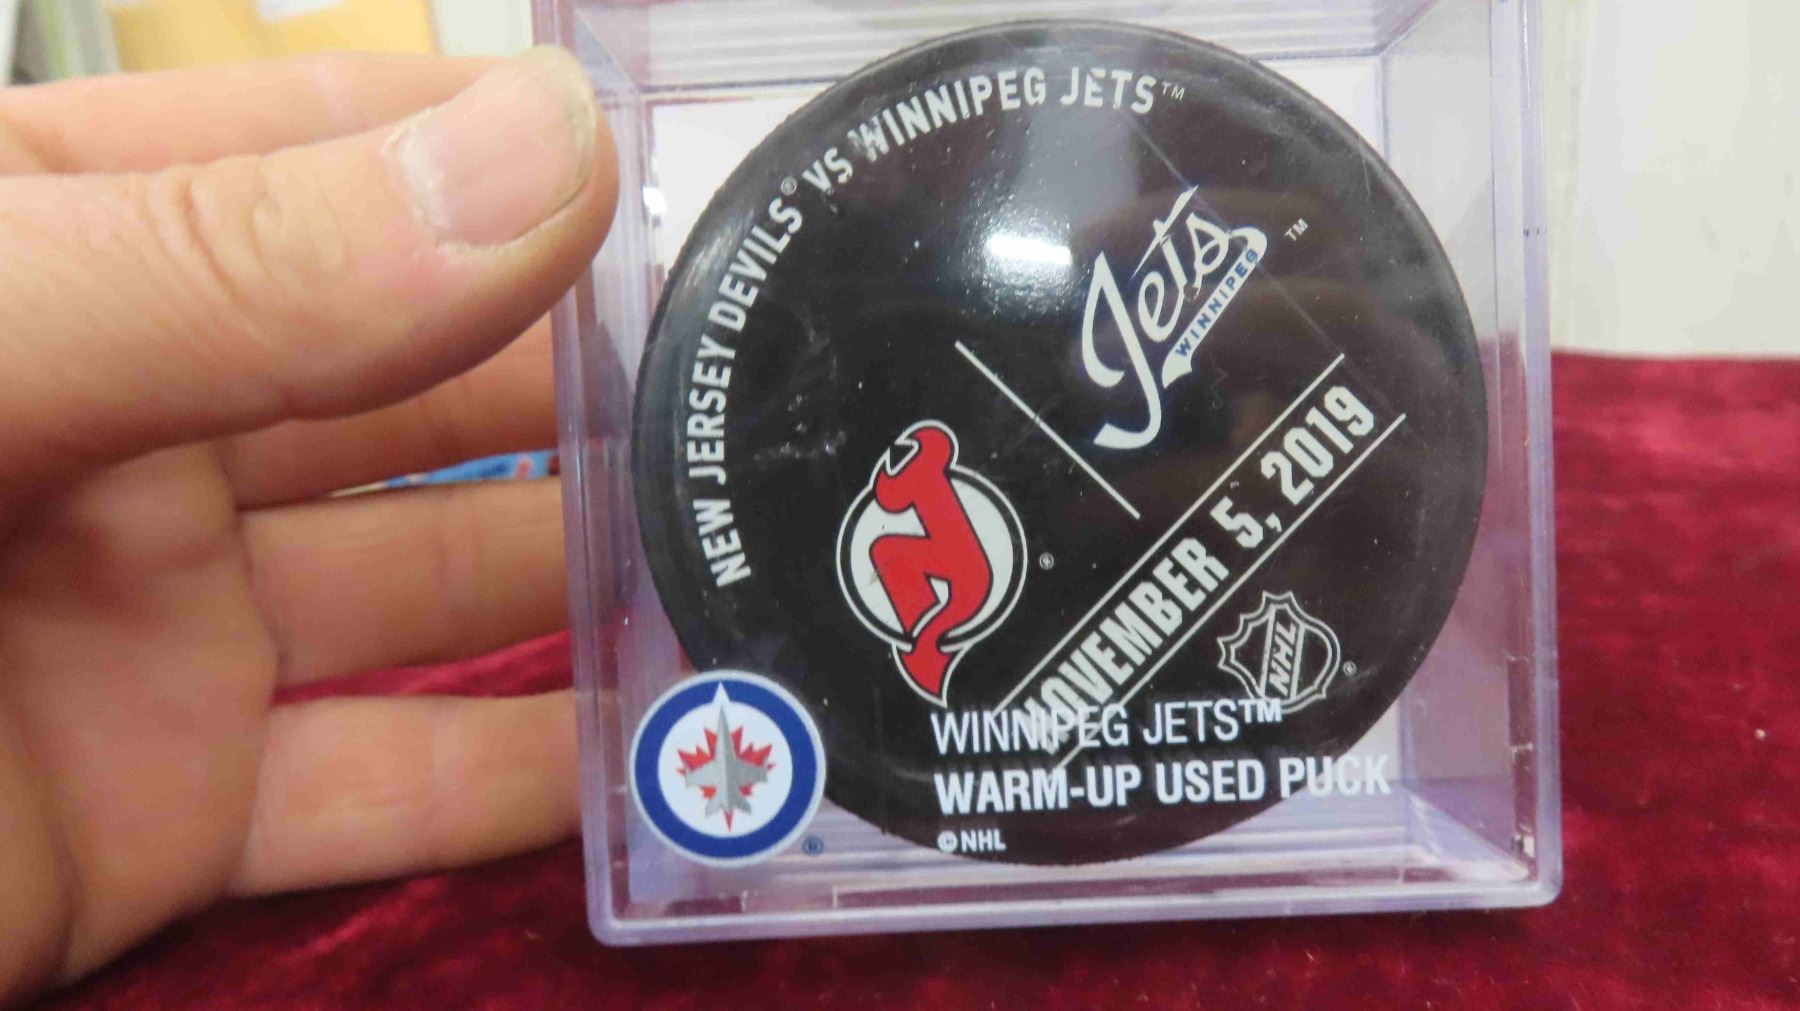 NEW JERSEY DEVILS® VS WINNIPEG JETS™
Jets ™
WINNIPEG
®
NOVEMBER 5, 2019
NHL ®
WINNIPEG JETS™
WARM-UP USED PUCK
®
© NHL